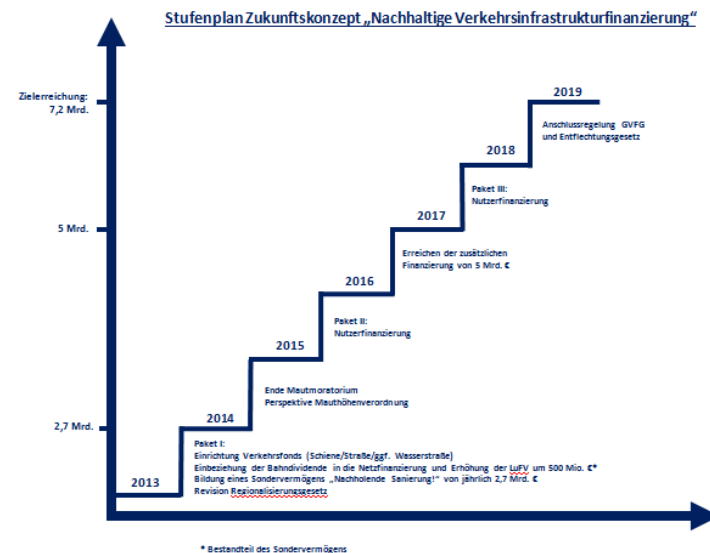 Stufenplan Zukunftskonzept „Nachhaltige Verkehrsinfrastrukturfinanzierung“
2019
Zielerreichung:
7,2 Mrd.
Anschlussregelung GVFG
und Entflechtungsgesetz
2018
Paket III:
Nutzerfinanzierung
2017
5 Mrd.
Erreichen der zusätzlichen
Finanzierung von 5 Mrd. €
2016
Paket II:
Nutzerfinanzierung
2015
Ende Mautmoratorium
Perspektive Mauthöhenverordnung
2014
2,7 Mrd.
Paket I:
Einrichtung Verkehrsfonds (Schiene/Straße/ggf. Wasserstraße)
Einbeziehung der Bahndividende in die Netzfinanzierung und Erhöhung der LuFV um 500 Mio. €*
Bildung eines Sondervermögens „Nachholende Sanierung!“ von jährlich 2,7 Mrd. €
Revision Regionalisierungsgesetz
2013
* Bestandteil des Sondervermögens